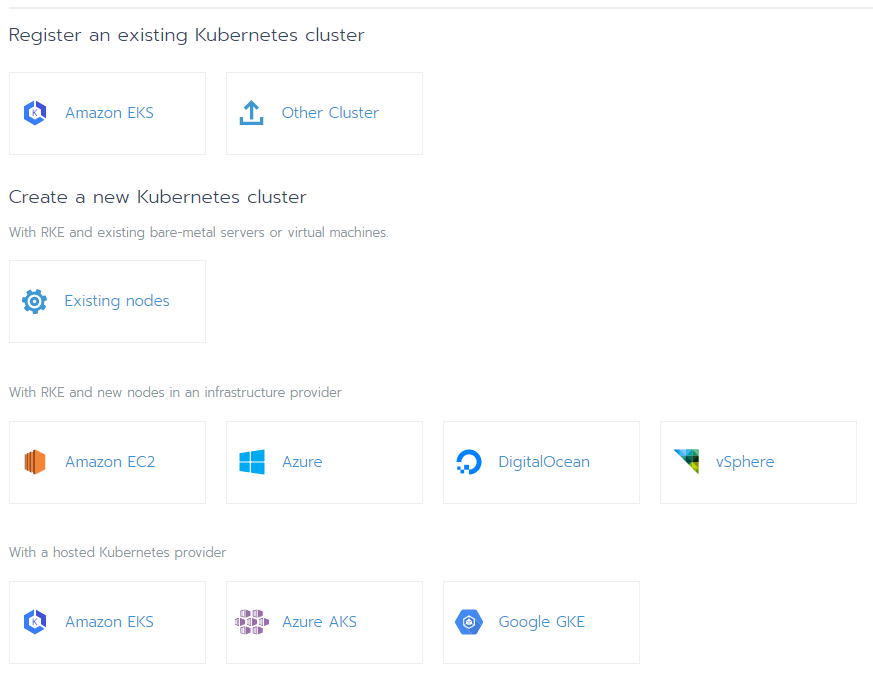 Register an existing Kubernetes cluster
Amazon EKS
Other Cluster
Create a new Kubernetes cluster
With RKE and existing bare-metal servers or virtual machines.
Existing nodes
With RKE and new nodes in an infrastructure provider
Amazon EC2
Azure
DigitalOcean
vSphere
With a hosted Kubernetes provider
Amazon EKS
Azure AKS
Google GKE